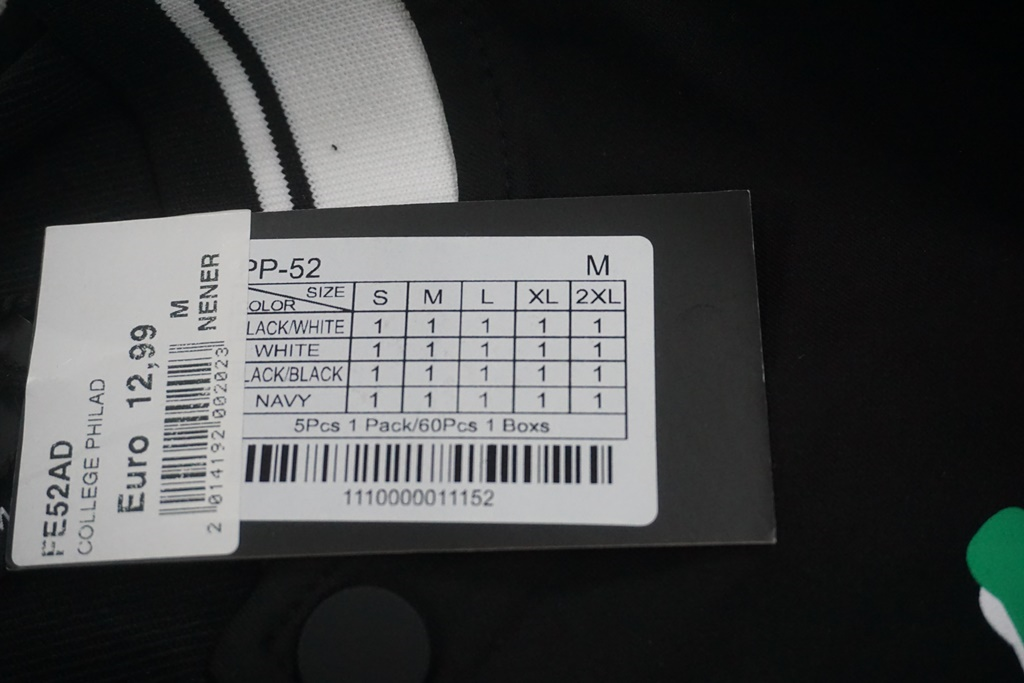 FE52AD
COLLEGE PHILAD
Euro 12,99
M
2 014192 002023
NENER
PP-52 M
SIZE S M L XL 2XL
OLOR
LACK/WHITE 1 1 1 1 1
WHITE 1 1 1 1 1
LACK/BLACK 1 1 1 1 1
NAVY 1 1 1 1 1
5Pcs 1 Pack/60Pcs 1 Boxs
1110000011152